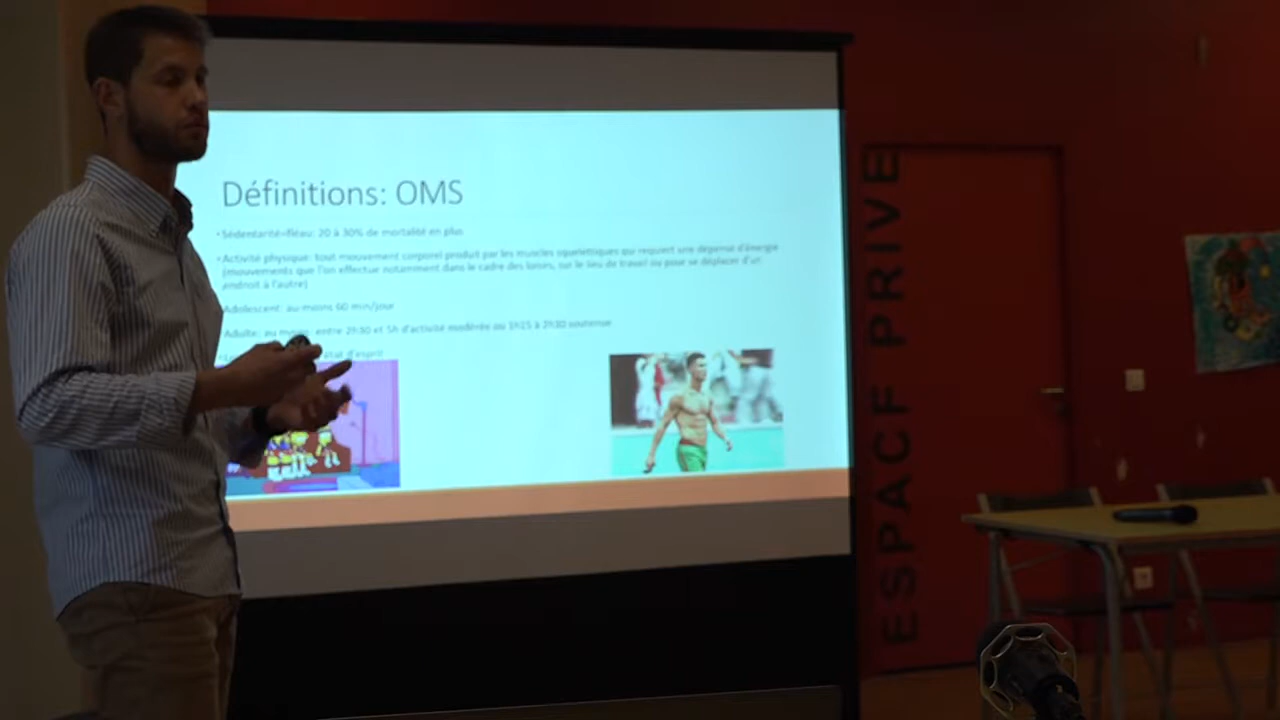 Définitions: OMS
• Sédentarité=fléau: 20 à 30% de mortalité en plus
• Activité physique: tout mouvement corporel produit par les muscles squelettiques qui requiert une dépense d'énergie
(mouvements que l'on effectue notamment dans le cadre des loisirs, sur le lieu de travail ou pour se déplacer d'un
endroit à l'autre)
Adolescent: au moins 60 min/jour
Adulte: au moins: entre 2h30 et 5h d'activité modérée ou 1h15 à 2h30 soutenue
état d'esprit
ESPACE PRIVE